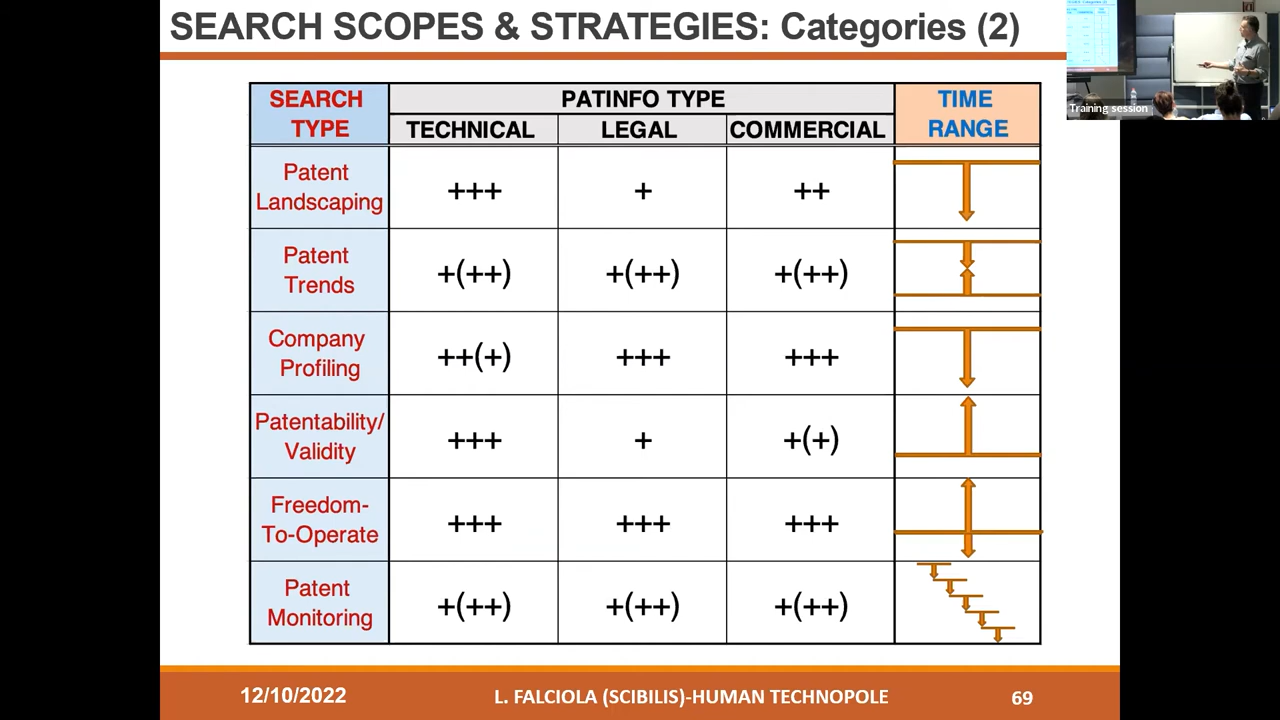 SEARCH SCOPES & STRATEGIES: Categories (2)
SEARCH TYPE
PATINFO TYPE
TIME RANGE
TECHNICAL LEGAL COMMERCIAL
Patent Landscaping +++ + ++
Patent Trends +(++) +(++) +(++)
Company Profiling ++(+) +++ +++
Patentability/ Validity +++ + +(+)
Freedom- To-Operate +++ +++ +++
Patent Monitoring +(++) +(++) +(++)
12/10/2022 L. FALCIOLA (SCIBILIS)-HUMAN TECHNOPOLE 69
Training session